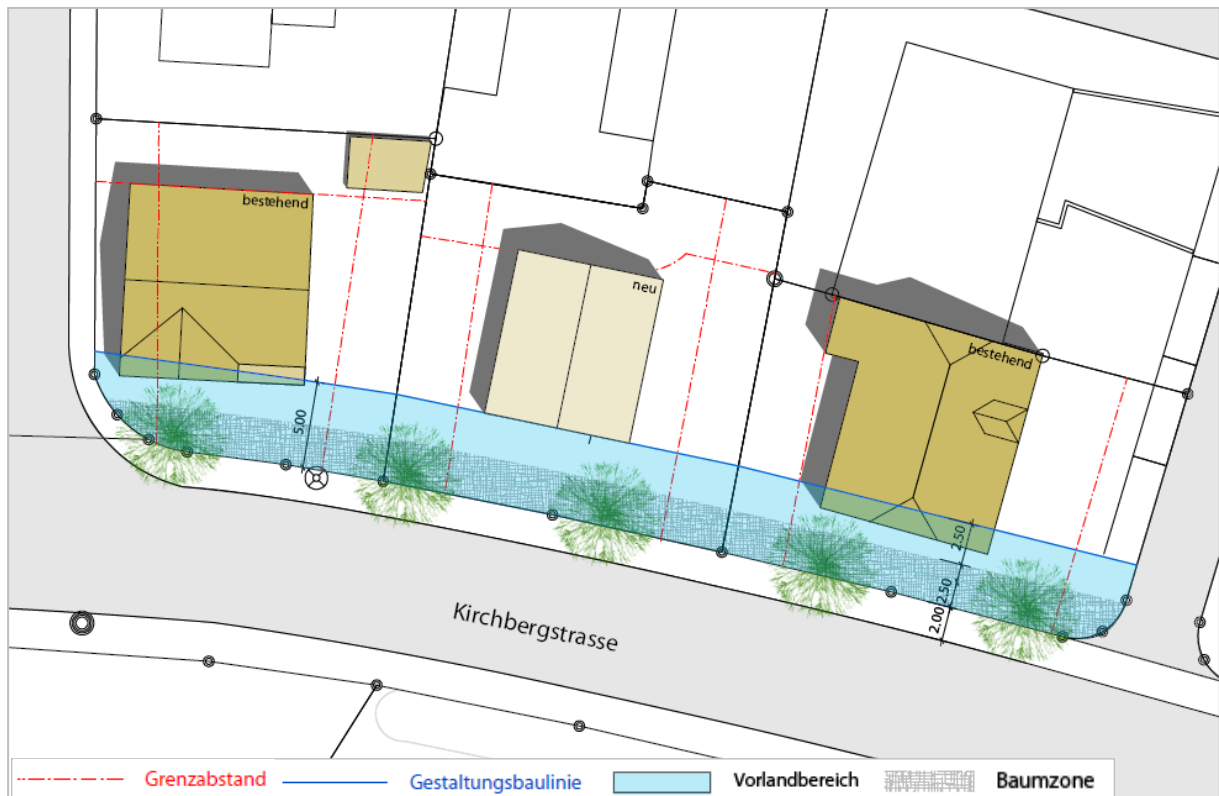 bestehend
neu
bestehend
5.00
2.50
2.50
2.00
Kirchbergstrasse
Grenzabstand Gestaltungsbaulinie Vorlandbereich Baumzone